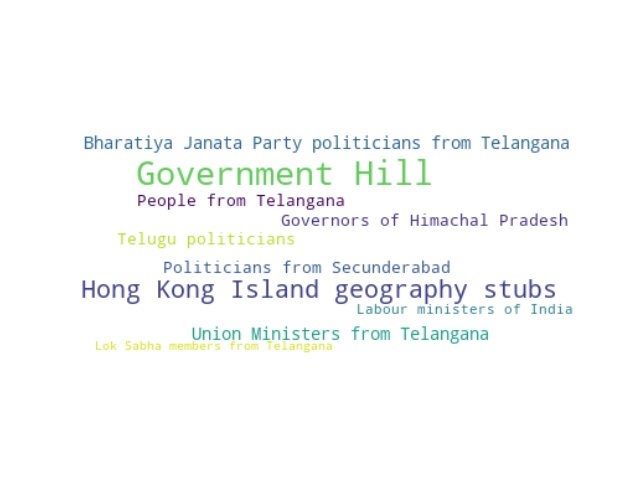 Bharatiya Janata Party politicians from Telangana
Government Hill
People from Telangana
Governors of Himachal Pradesh
Telugu politicians
Politicians from Secunderabad
Hong Kong Island geography stubs
Labour ministers of India
Union Ministers from Telangana
Lok Sabha members from Telangana